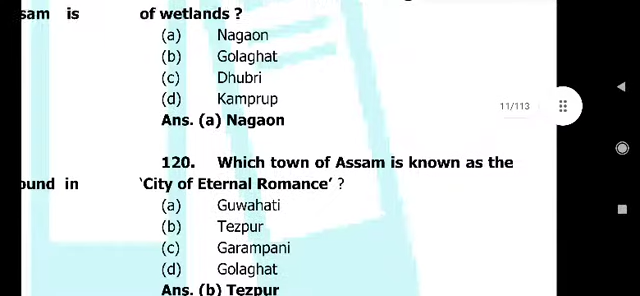 sam is
of wetlands ?
(a) Nagaon
(b) Golaghat
(c) Dhubri
(d) Kamprup
Ans. (a) Nagaon
11/113
120. Which town of Assam is known as the
ound in
‘City of Eternal Romance’ ?
(a) Guwahati
(b) Tezpur
(c) Garampani
(d) Golaghat
Ans. (b) Tezpur